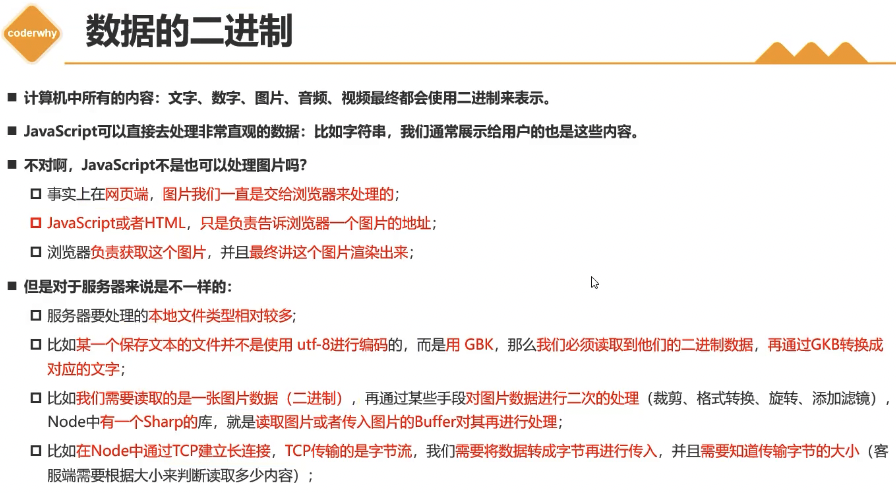 coderwhy
数据的二进制
计算机中所有的内容：文字、数字、图片、音频、视频最终都会使用二进制来表示。
JavaScript可以直接去处理非常直观的数据：比如字符串，我们通常展示给用户的也是这些内容。
不对啊，JavaScript不是也可以处理图片吗？
事实上在网页端，图片我们一直是交给浏览器来处理的；
JavaScript或者HTML，只是负责告诉浏览器一个图片的地址；
浏览器负责获取这个图片，并且最终讲这个图片渲染出来；
但是对于服务器来说是不一样的：
服务器要处理的本地文件类型相对较多；
比如某一个保存文本的文件并不是使用 utf-8进行编码的，而是用 GBK，那么我们必须读取到他们的二进制数据，再通过GKB转换成
对应的文字；
比如我们需要读取的是一张图片数据（二进制），再通过某些手段对图片数据进行二次的处理（裁剪、格式转换、旋转、添加滤镜），
Node中有一个Sharp的库，就是读取图片或者传入图片的Buffer对其再进行处理；
比如在Node中通过TCP建立长连接，TCP传输的是字节流，我们需要将数据转成字节再进行传入，并且需要知道传输字节的大小（客
服端需要根据大小来判断读取多少内容）；